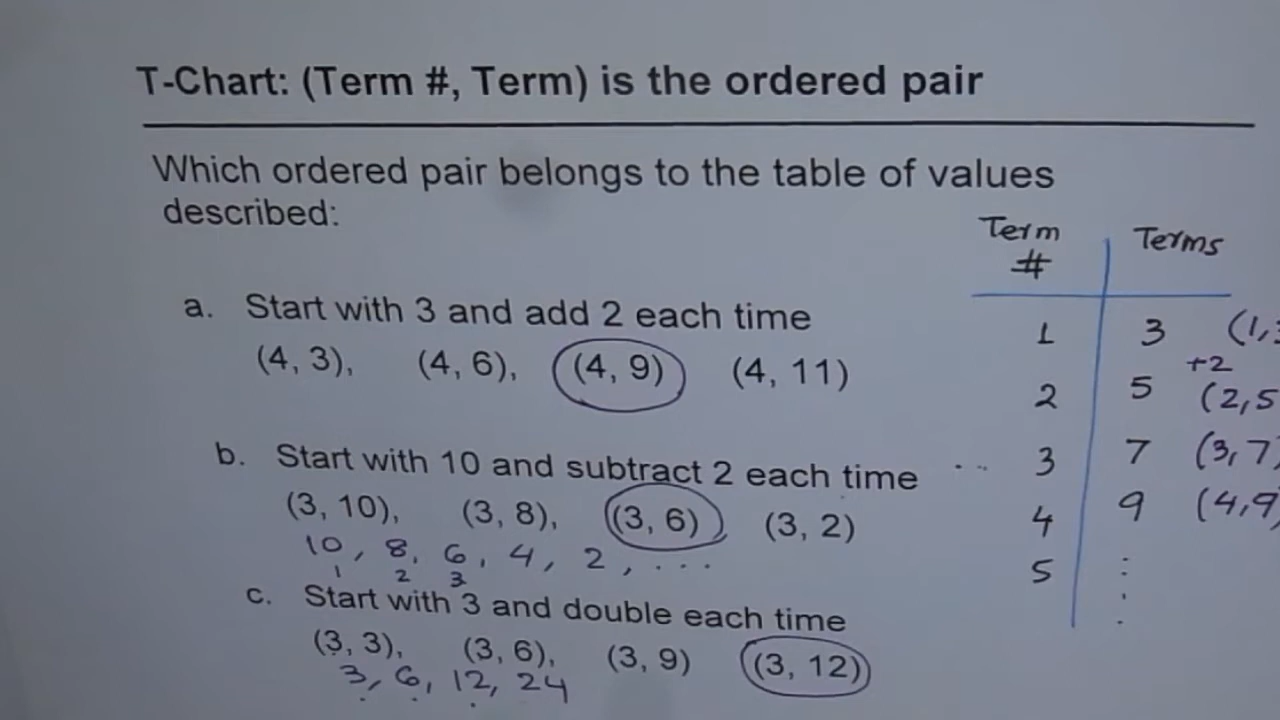 T-Chart: (Term #, Term) is the ordered pair
Which ordered pair belongs to the table of values
described:
a. Start with 3 and add 2 each time
(4, 3), (4, 6), (4, 9) (4, 11)
b. Start with 10 and subtract 2 each time
(3, 10), (3, 8), (3, 6) (3, 2)
10, 8, 6, 4, 2, ...
1 2 3
c. Start with 3 and double each time
(3, 3), (3, 6), (3, 9) (3, 12)
3, 6, 12, 24
Term Terms
#
1 3 (1,
+2
2 5 (2,5
3 7 (3,7)
4 9 (4,9
5